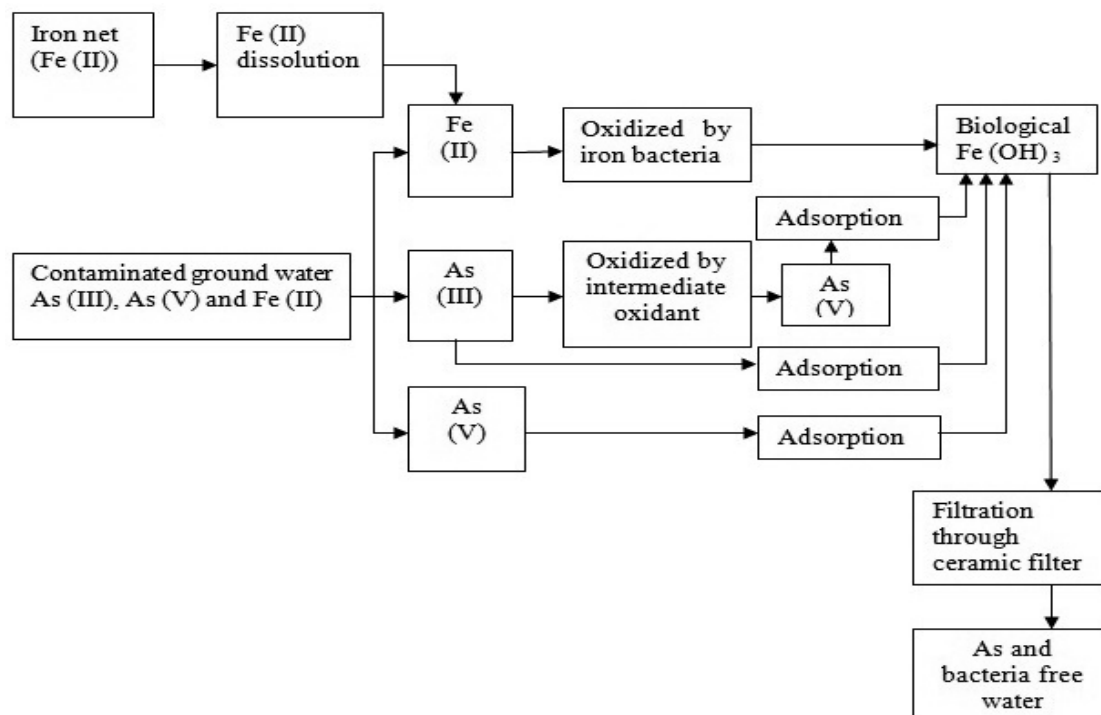 Iron net
(Fe (II))
Fe (II)
dissolution
Fe
(II)
Oxidized by
iron bacteria
Biological
Fe (OH) 3
Adsorption
Contaminated ground water
As (III), As (V) and Fe (II)
As
(III)
Oxidized by
intermediate
oxidant
As
(V)
Adsorption
As
(V)
Adsorption
Filtration
through
ceramic filter
As and
bacteria free
water